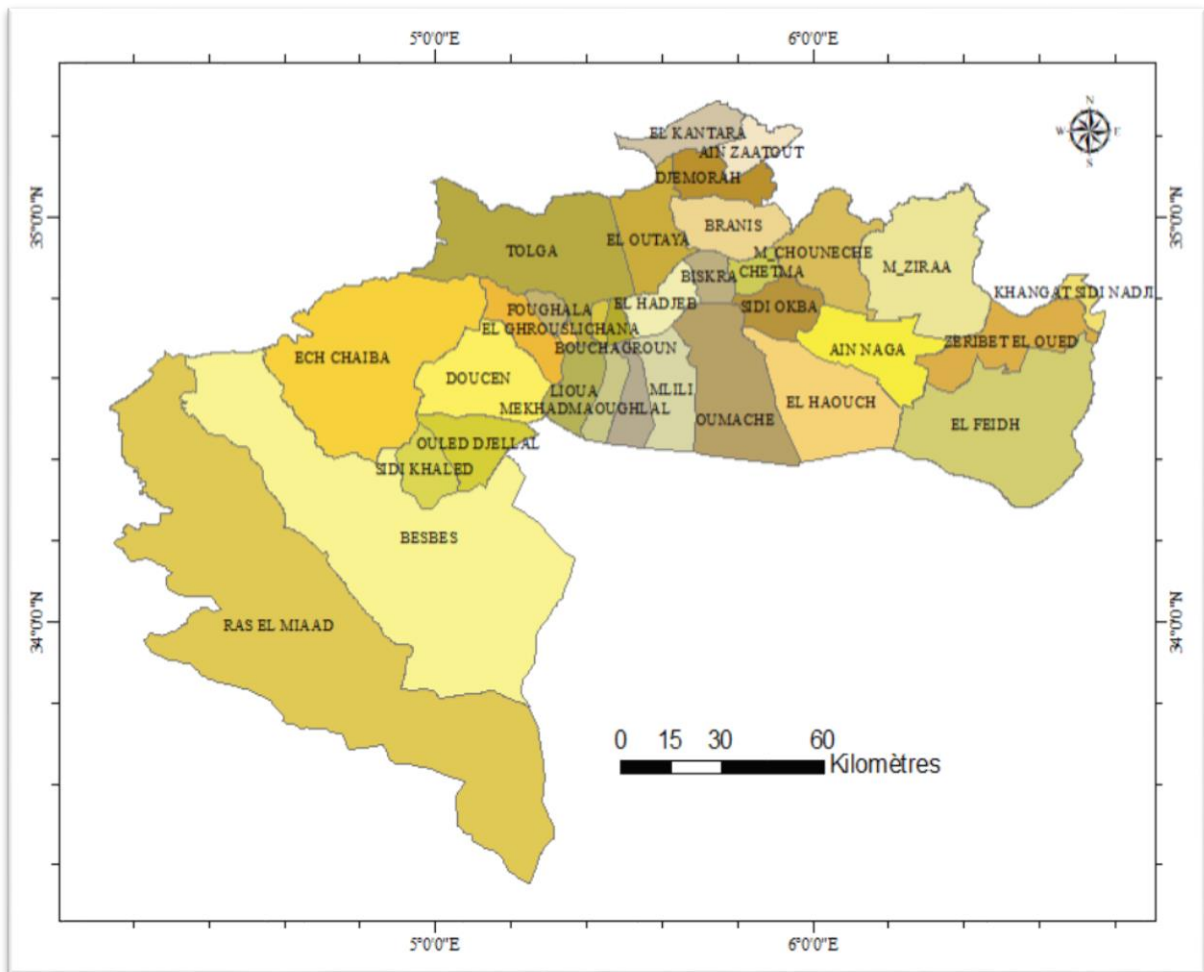 5°0'0"E 6°0'0"E
N
W E
S
EL KANTARA
AIN ZAATOUT
DJEMORAH
35°0'0"N
35°0'0"N
BRANIS
EL OUTAYA
TOLGA
M_CHOUNECHE
M_ZIRAA
BISKRA
CHETMA
KHANGAT SIDI NADJI
EL HADJEB
SIDI OKBA
FOUGHALA
EL GHROUS
LICHANA
ZERIBET EL OUED
BOUCHAGROUN
AIN NAGA
ECH CHAIBA
DOUCEN
LIOUA
MLILI
EL HAOUCH
MEKHADMA
OUGHLAL
OUMACHE
EL FEIDH
OULED DJELLAL
SIDI KHALED
BESBES
34°0'0"N
34°0'0"N
RAS EL MIAAD
0 15 30 60
Kilomètres
5°0'0"E 6°0'0"E